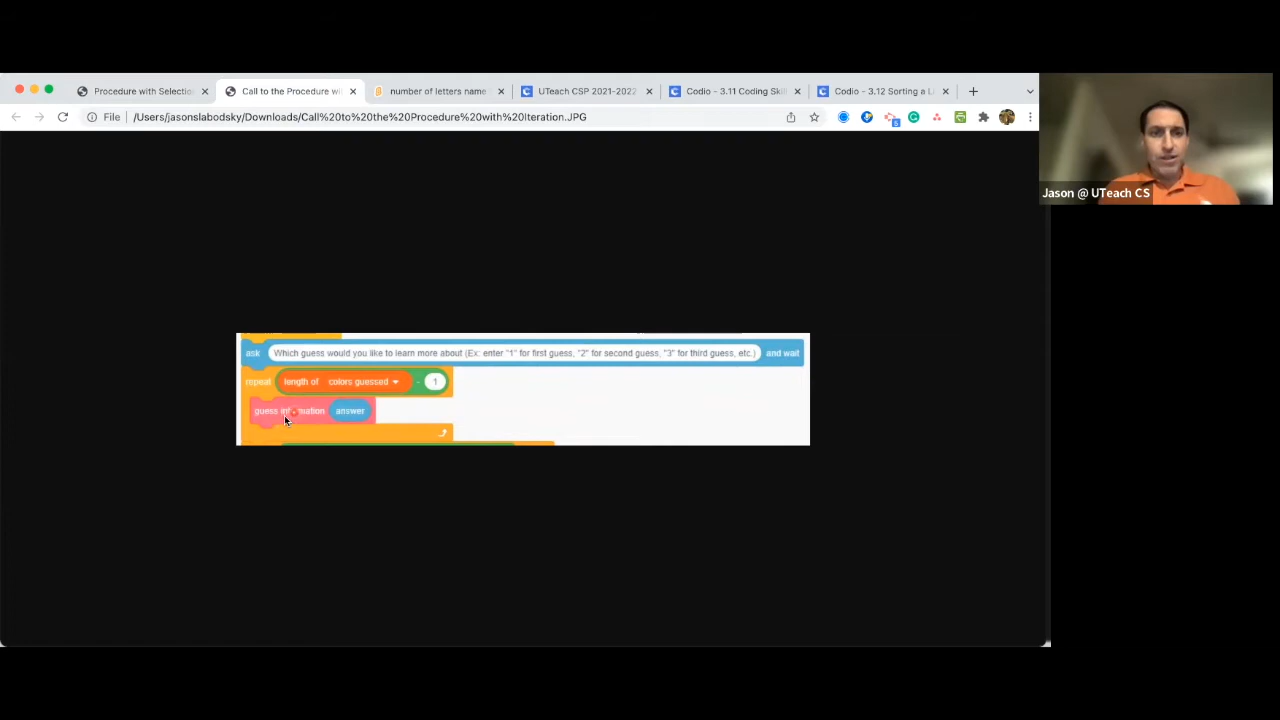 Procedure with Selectio
Call to the Procedure wi
number of letters name
UTeach CSP 2021-2022
Codio - 3.11 Coding Skil
Codio - 3.12 Sorting a Li
File
/Users/jasonslabodsky/Downloads/Call%20to%20the%20Procedure%20with%20Iteration.JPG
Jason @ UTeach CS
ask Which guess would you like to learn more about (Ex: enter "1" for first guess, "2" for second guess, "3" for third guess, etc.) and wait
repeat length of colors guessed - 1
guess information answer